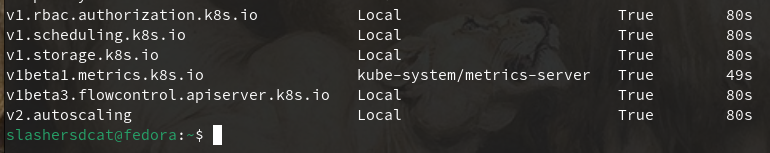 v1.rbac.authorization.k8s.io Local True 80s
v1.scheduling.k8s.io Local True 80s
v1.storage.k8s.io Local True 80s
v1beta1.metrics.k8s.io kube-system/metrics-server True 49s
v1beta3.flowcontrol.apiserver.k8s.io Local True 80s
v2.autoscaling Local True 80s
slashersdcat@fedora:~$